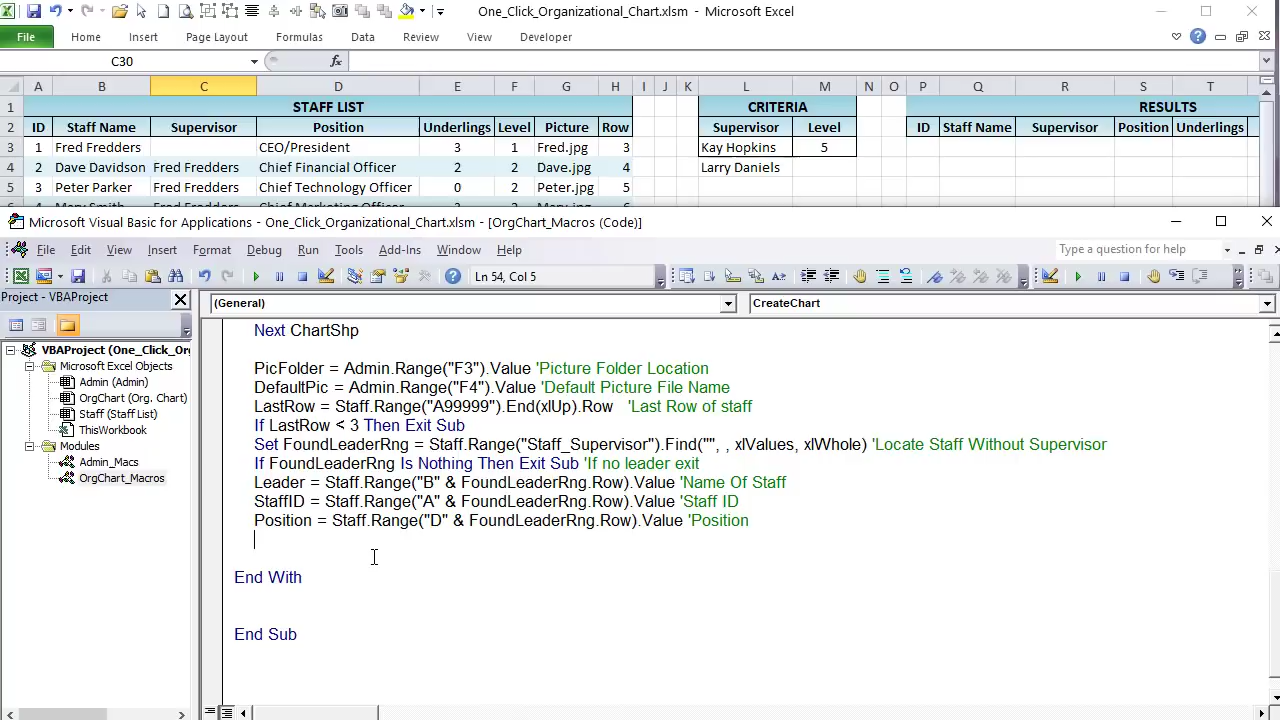 One_Click_Organizational_Chart.xlsm - Microsoft Excel
File Home Insert Page Layout Formulas Data Review View Developer
C30 fx
A B C D E F G H I J K L M N O P Q R S T
1 STAFF LIST CRITERIA RESULTS
2 ID Staff Name Supervisor Position Underlings Level Picture Row Supervisor Level ID Staff Name Supervisor Position Underlings
3 1 Fred Fredders CEO/President 3 1 Fred.jpg 3 Kay Hopkins 5
4 2 Dave Davidson Fred Fredders Chief Financial Officer 2 2 Dave.jpg 4 Larry Daniels
5 3 Peter Parker Fred Fredders Chief Technology Officer 0 2 Peter.jpg 5
Microsoft Visual Basic for Applications - One_Click_Organizational_Chart.xlsm - [OrgChart_Macros (Code)]
File Edit View Insert Format Debug Run Tools Add-Ins Window Help Type a question for help
Ln 54, Col 5
Project - VBAProject
(General) CreateChart
VBAProject (One_Click_Or
Microsoft Excel Objects
Admin (Admin)
OrgChart (Org. Chart)
Staff (Staff List)
ThisWorkbook
Modules
Admin_Macs
OrgChart_Macros
Next ChartShp
PicFolder = Admin.Range("F3").Value 'Picture Folder Location
DefaultPic = Admin.Range("F4").Value 'Default Picture File Name
LastRow = Staff.Range("A99999").End(xlUp).Row 'Last Row of staff
If LastRow < 3 Then Exit Sub
Set FoundLeaderRng = Staff.Range("Staff_Supervisor").Find("", , xlValues, xlWhole) 'Locate Staff Without Supervisor
If FoundLeaderRng Is Nothing Then Exit Sub 'If no leader exit
Leader = Staff.Range("B" & FoundLeaderRng.Row).Value 'Name Of Staff
StaffID = Staff.Range("A" & FoundLeaderRng.Row).Value 'Staff ID
Position = Staff.Range("D" & FoundLeaderRng.Row).Value 'Position
End With
End Sub